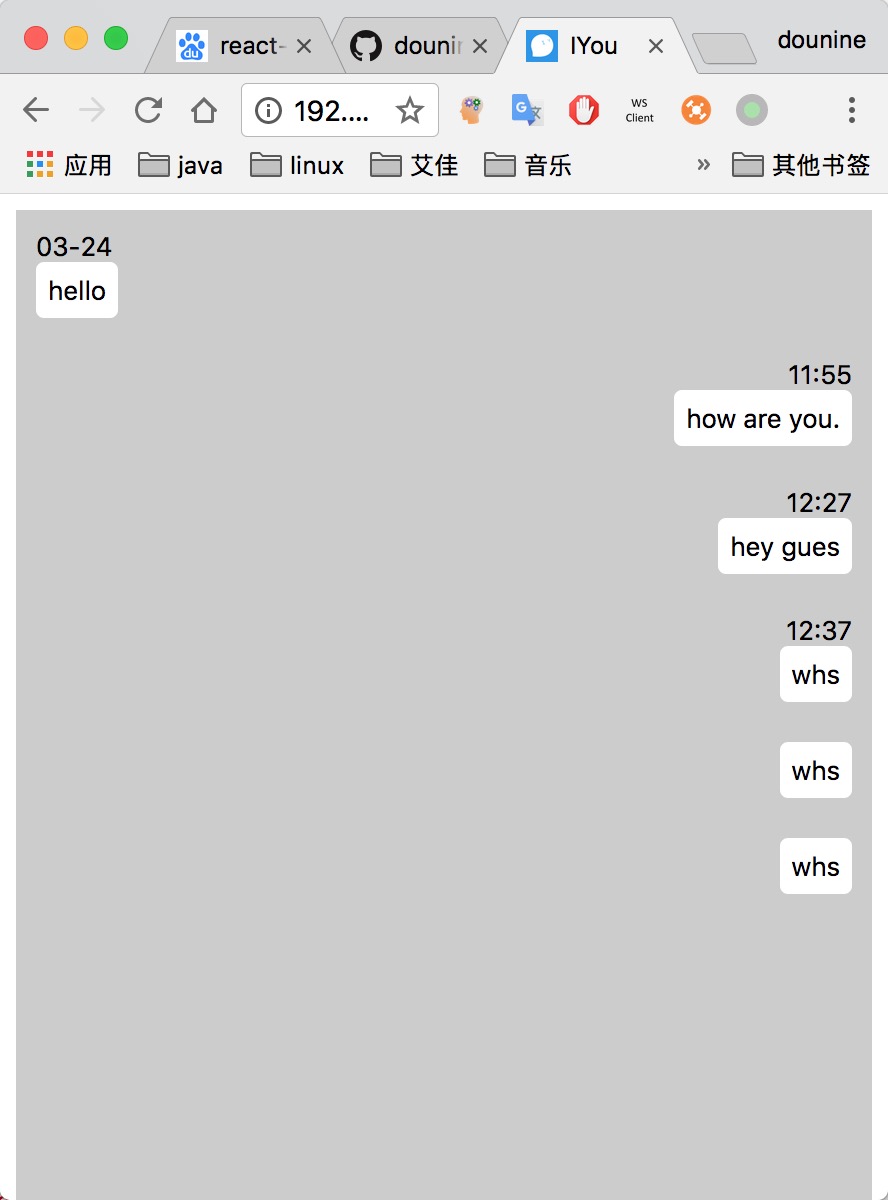 react-
dounin
IYou
dounine
192....
WS
Client
应用
java
linux
艾佳
音乐
»
其他书签
03-24
hello
11:55
how are you.
12:27
hey gues
12:37
whs
whs
whs